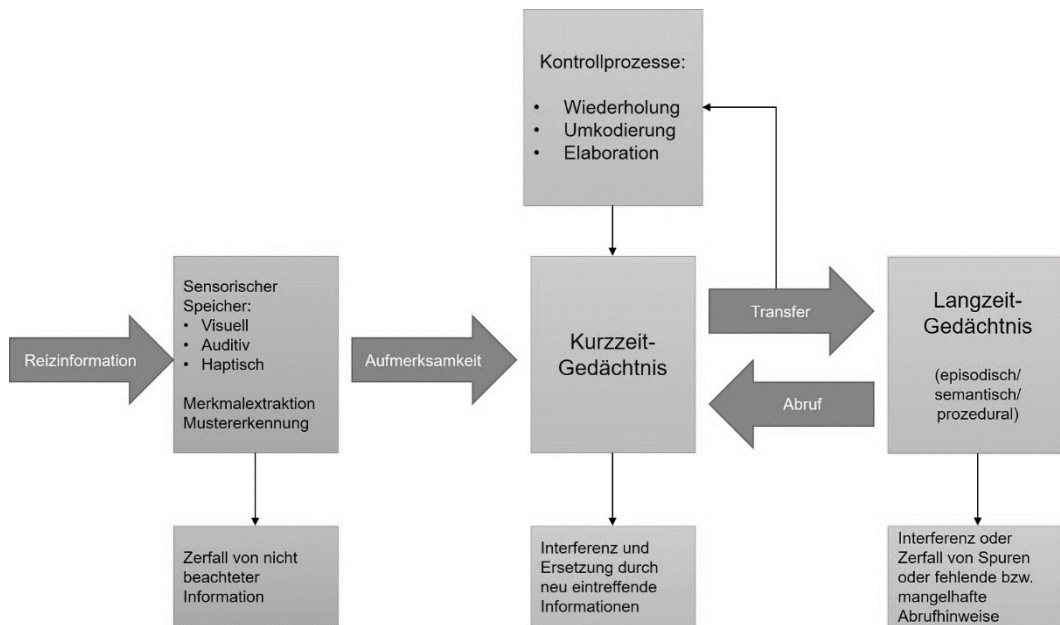 Kontrollprozesse:
• Wiederholung
• Umkodierung
• Elaboration
Reizinformation
Sensorischer
Speicher:
• Visuell
• Auditiv
• Haptisch
Merkmalextraktion
Mustererkennung
Aufmerksamkeit
Kurzzeit-
Gedächtnis
Transfer
Abruf
Langzeit-
Gedächtnis
(episodisch/
semantisch/
prozedural)
Zerfall von nicht
beachteter
Information
Interferenz und
Ersetzung durch
neu eintreffende
Informationen
Interferenz oder
Zerfall von Spuren
oder fehlende bzw.
mangelhafte
Abrufhinweise